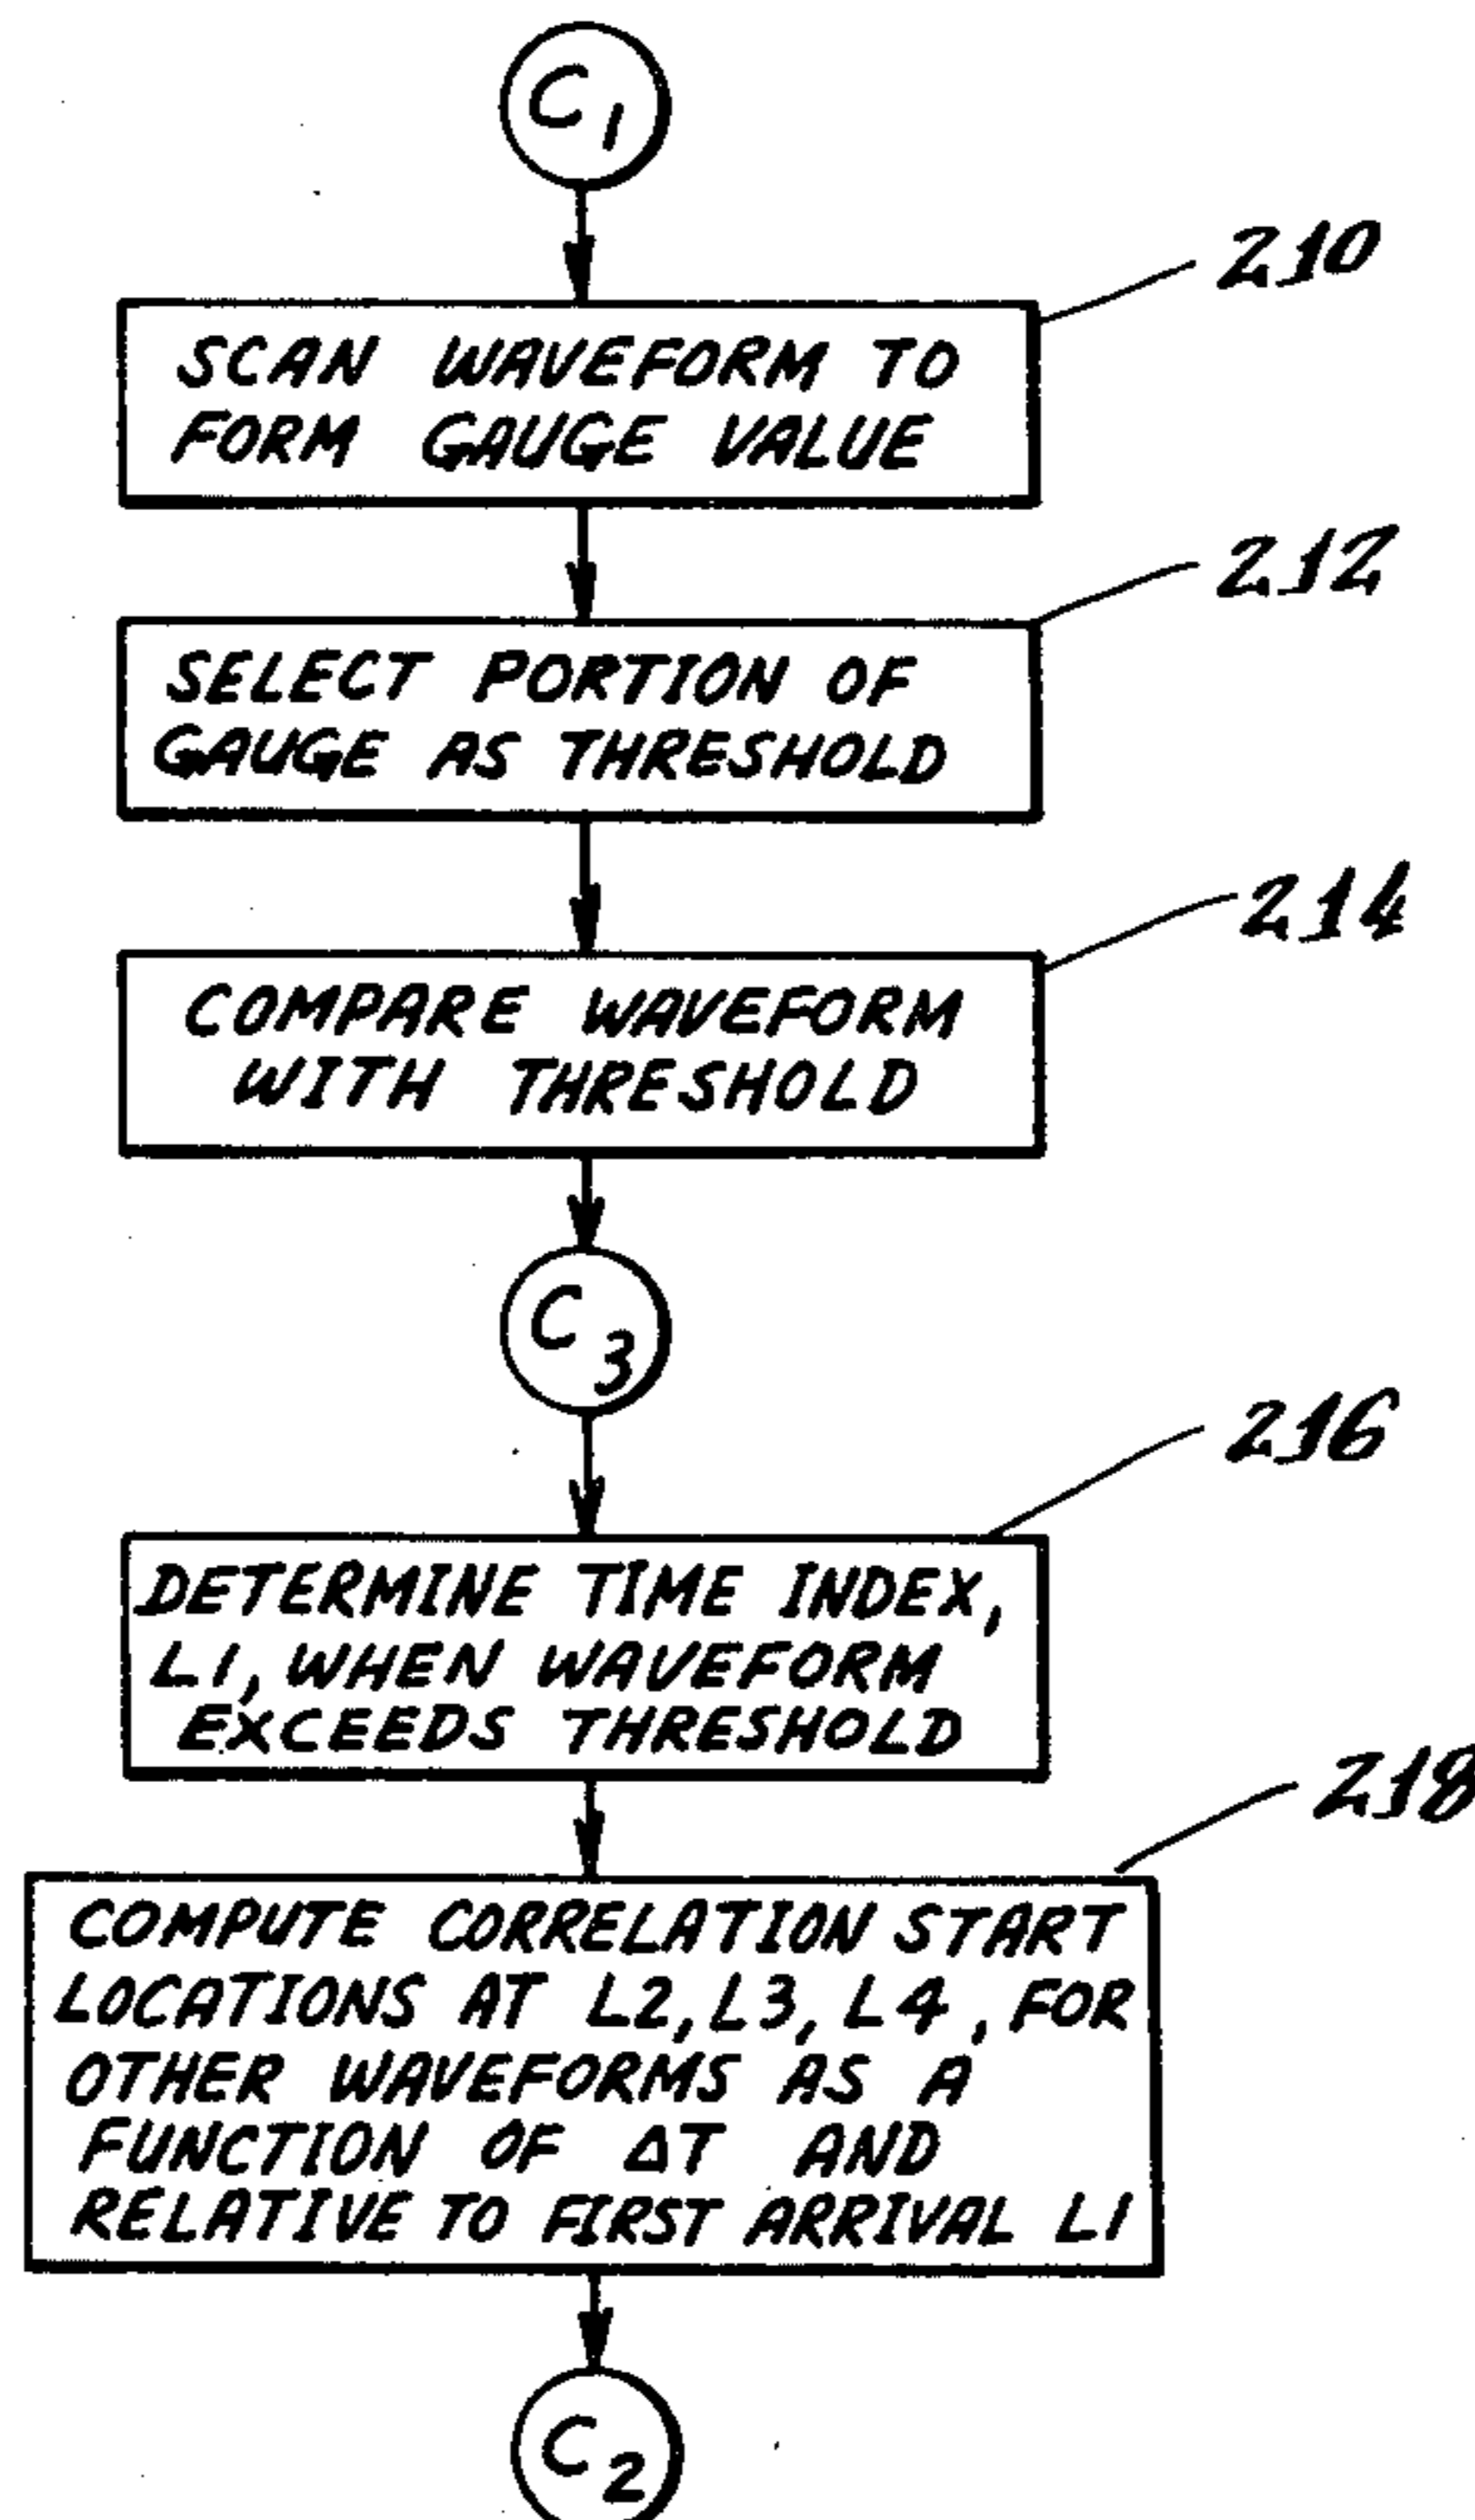 C1
210
SCAN WAVEFORM TO
FORM GAUGE VALUE
212
SELECT PORTION OF
GAUGE AS THRESHOLD
214
COMPARE WAVEFORM
WITH THRESHOLD
C3
216
DETERMINE TIME INDEX,
L1, WHEN WAVEFORM
EXCEEDS THRESHOLD
218
COMPUTE CORRELATION START
LOCATIONS AT L2, L3, L4, FOR
OTHER WAVEFORMS AS A
FUNCTION OF ΔT AND
RELATIVE TO FIRST ARRIVAL L1
C2